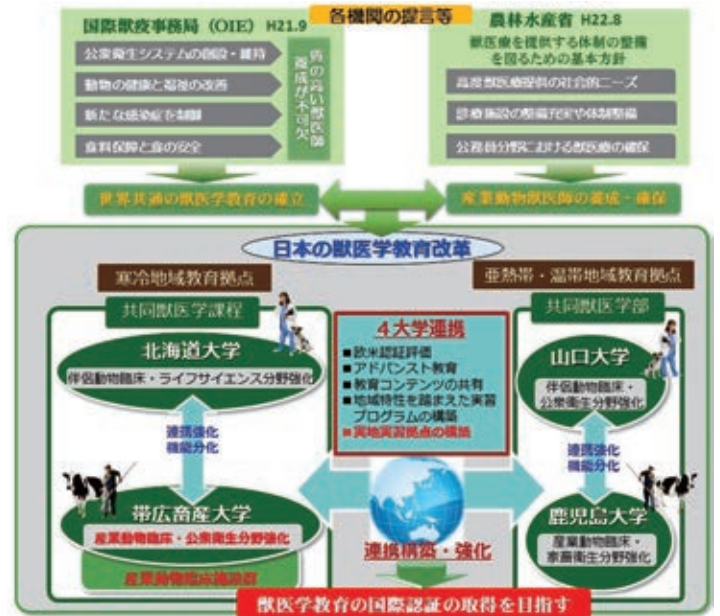 各機関の提言等
国際獣疫事務局（OIE）H21.9
公衆衛生システムの創設・維持
動物の健康と福祉の改善
新たな感染症を制御
食料保障と食の安全
質の高い獣医師
養成が不可欠
農林水産省 H22.8
獣医療を提供する体制の整備
を図るための基本方針
高度獣医療提供の社会的ニーズ
診療施設の整備充実や体制整備
公務員分野における獣医療の確保
世界共通の獣医学教育の確立
産業動物獣医師の養成・確保
日本の獣医学教育改革
寒冷地域教育拠点
共同獣医学課程
北海道大学
伴侶動物臨床・ライフサイエンス分野強化
連携強化
機能分化
帯広畜産大学
産業動物臨床・公衆衛生分野強化
産業動物臨床施設群
４大学連携
■欧米認証評価
■アドバンスト教育
■教育コンテンツの共有
■地域特性を踏まえた実習
プログラムの構築
■実地実習拠点の構築
連携構築・強化
亜熱帯・温帯地域教育拠点
共同獣医学部
山口大学
伴侶動物臨床・
公衆衛生分野強化
連携強化
機能分化
鹿児島大学
産業動物臨床・
家畜衛生分野強化
獣医学教育の国際認証の取得を目指す